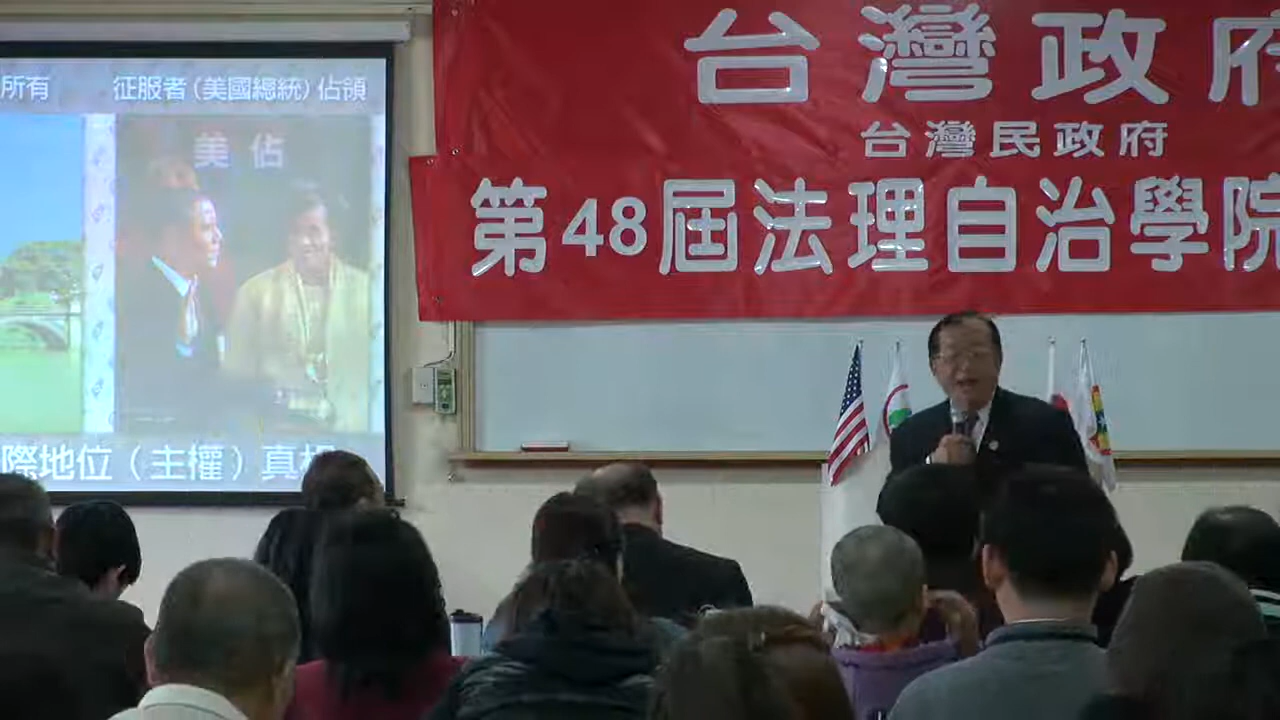 所有 征服者(美國總統)佔領
美佔
際地位(主權)真相
台灣政府
台灣民政府
第48屆法理自治學院